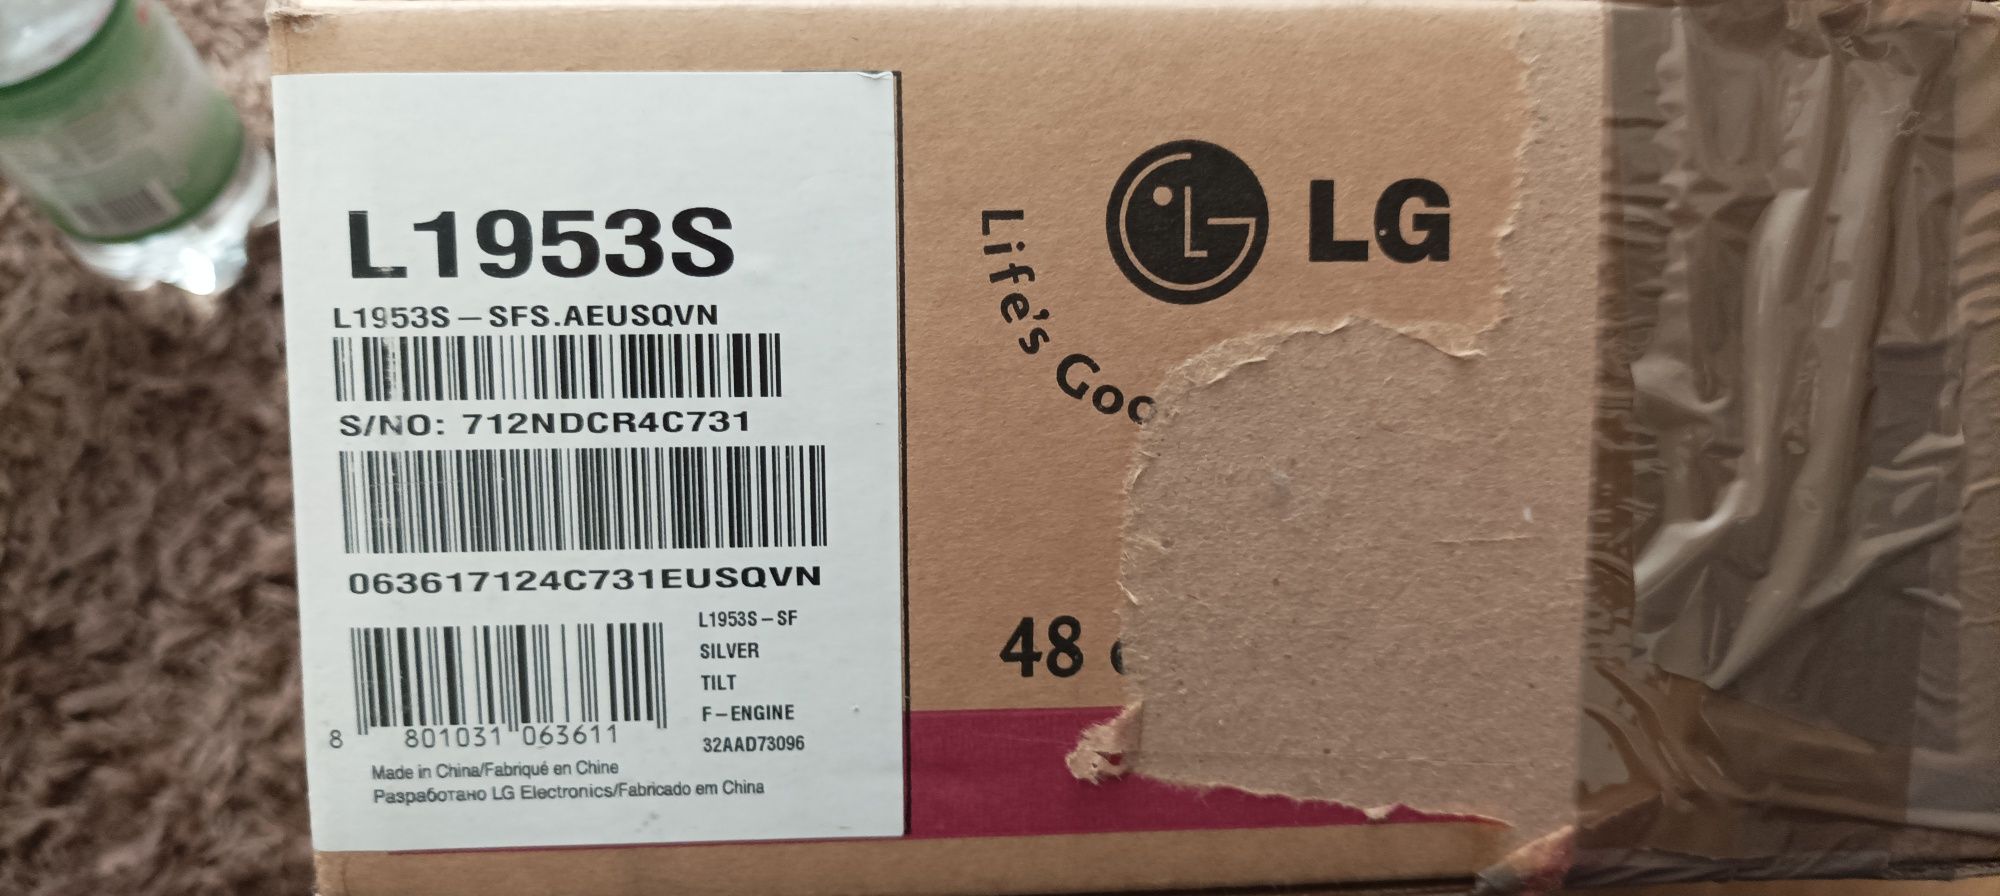 L1953S
L1953S-SFS.AEUSQVN
S/NO: 712NDCR4C731
063617124C731EUSQVN
8 801031 063611
L1953S-SF
SILVER
TILT
F-ENGINE
32AAD73096
Made in China/Fabriqué en Chine
Разработано LG Electronics/Fabricado em China
LG
Life's Goo
48